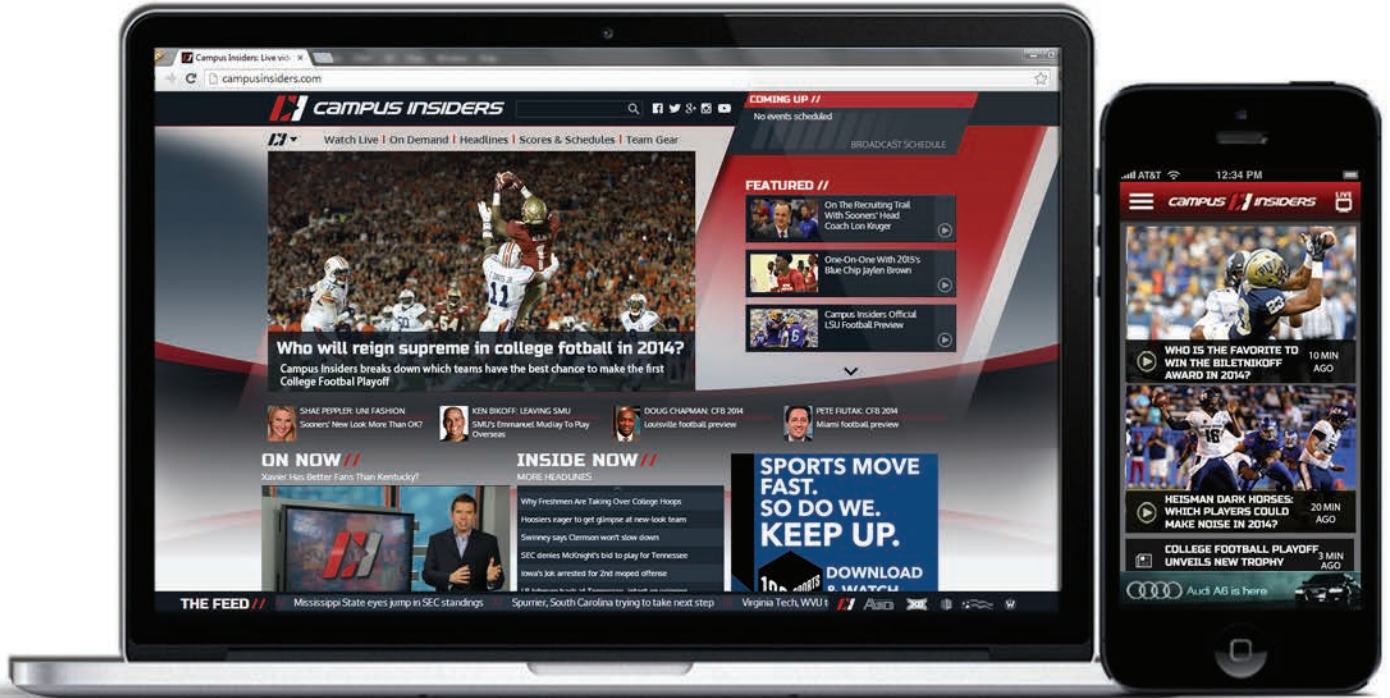 Campus Insiders: Live vid
campusinsiders.com
CAMPUS INSIDERS
COMING UP //
No events scheduled
BROADCAST SCHEDULE
Watch Live | On Demand | Headlines | Scores & Schedules | Team Gear
FEATURED //
On The Recruiting Trail
With Sooners' Head
Coach Lon Kruger
One-On-One With 2015's
Blue Chip Jaylen Brown
Campus Insiders Official
LSU Football Preview
1
11
Who will reign supreme in college fotball in 2014?
Campus Insiders breaks down which teams have the best chance to make the first
College Footbal Playoff
SHAE PEPPLER: UNI FASHION
Sooners' New Look More Than OK?
KEN BIKOFF: LEAVING SMU
SMU's Emmanuel Mudiay To Play
Overseas
DOUG CHAPMAN: CFB 2014
Louisville football preview
PETE FIUTAK: CFB 2014
Miami football preview
ON NOW //
Xavier Has Better Fans Than Kentucky?
INSIDE NOW //
MORE HEADLINES
Why Freshmen Are Taking Over College Hoops
Hoosiers eager to get glimpse at new-look team
Swinney says Clemson won't slow down
SEC denies McKnight's bid to play for Tennessee
Iowa's Jok arrested for 2nd moped offense
SPORTS MOVE
FAST.
SO DO WE.
KEEP UP.
DOWNLOAD
& WATCH
THE FEED //
Mississippi State eyes jump in SEC standings // Spurrier, South Carolina trying to take next step // Virginia Tech, WVU t
AT&T
12:34 PM
CAMPUS INSIDERS
LIVE
PITT
23
WHO IS THE FAVORITE TO
WIN THE BILETNIKOFF
AWARD IN 2014?
10 MIN
AGO
16
HEISMAN DARK HORSES:
WHICH PLAYERS COULD
MAKE NOISE IN 2014?
20 MIN
AGO
COLLEGE FOOTBALL PLAYOFF
UNVEILS NEW TROPHY
3 MIN
AGO
Audi A6 is here